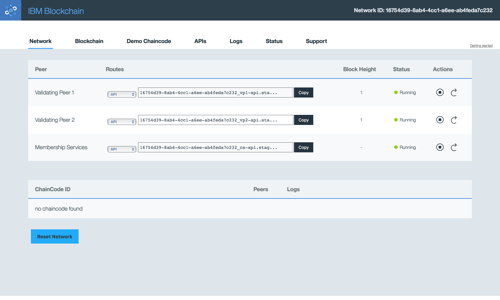 IBM Blockchain
Network ID: 16754d39-8ab4-4cc1-a6ee-ab4feda7c232
Network Blockchain Demo Chaincode APIs Logs Status Support
Getting started
Peer Routes Block Height Status Actions
Validating Peer 1 API 16754d39-8ab4-4cc1-a6ee-ab4feda7c232_vp1-api.sta... Copy 1 Running
Validating Peer 2 API 16754d39-8ab4-4cc1-a6ee-ab4feda7c232_vp2-api.sta... Copy 1 Running
Membership Services API 16754d39-8ab4-4cc1-a6ee-ab4feda7c232_ca-api.stag... Copy - Running
ChainCode ID Peers Logs
no chaincode found
Reset Network